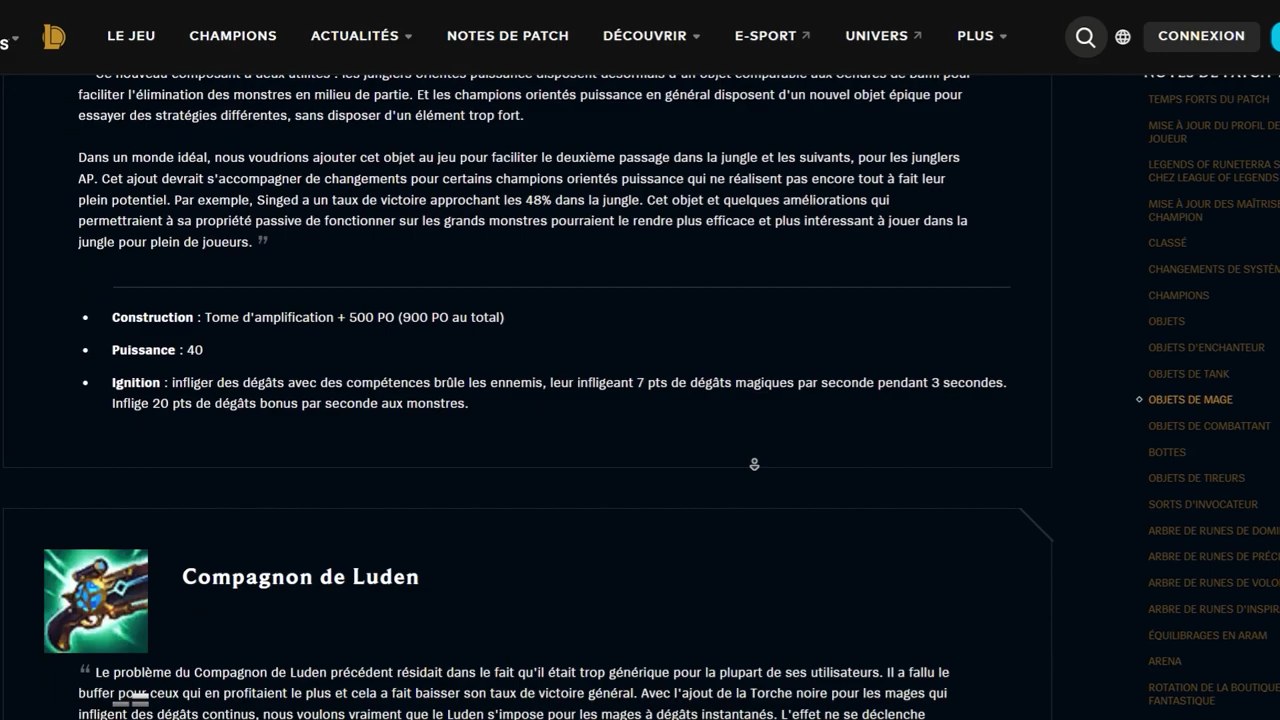 S
LE JEU CHAMPIONS ACTUALITÉS NOTES DE PATCH DÉCOUVRIR E-SPORT UNIVERS PLUS CONNEXION
Ce nouveau composant a deux utilités : les junglers orientés puissance disposent désormais d'un objet comparable aux Cendres de Bami pour
faciliter l'élimination des monstres en milieu de partie. Et les champions orientés puissance en général disposent d'un nouvel objet épique pour
essayer des stratégies différentes, sans disposer d'un élément trop fort.
Dans un monde idéal, nous voudrions ajouter cet objet au jeu pour faciliter le deuxième passage dans la jungle et les suivants, pour les junglers
AP. Cet ajout devrait s'accompagner de changements pour certains champions orientés puissance qui ne réalisent pas encore tout à fait leur
plein potentiel. Par exemple, Singed a un taux de victoire approchant les 48% dans la jungle. Cet objet et quelques améliorations qui
permettraient à sa propriété passive de fonctionner sur les grands monstres pourraient le rendre plus efficace et plus intéressant à jouer dans la
jungle pour plein de joueurs. ”
• Construction : Tome d'amplification + 500 PO (900 PO au total)
• Puissance : 40
• Ignition : infliger des dégâts avec des compétences brûle les ennemis, leur infligeant 7 pts de dégâts magiques par seconde pendant 3 secondes.
Inflige 20 pts de dégâts bonus par seconde aux monstres.
Compagnon de Luden
“ Le problème du Compagnon de Luden précédent résidait dans le fait qu'il était trop générique pour la plupart de ses utilisateurs. Il a fallu le
buffer pour ceux qui en profitaient le plus et cela a fait baisser son taux de victoire général. Avec l'ajout de la Torche noire pour les mages qui
infligent des dégâts continus, nous voulons vraiment que le Luden s'impose pour les mages à dégâts instantanés. L'effet ne se déclenche
NOTES DE PATCH
TEMPS FORTS DU PATCH
MISE À JOUR DU PROFIL DE
JOUEUR
LEGENDS OF RUNETERRA S
CHEZ LEAGUE OF LEGENDS
MISE À JOUR DES MAÎTRISE
CHAMPION
CLASSÉ
CHANGEMENTS DE SYSTÈ
CHAMPIONS
OBJETS
OBJETS D'ENCHANTEUR
OBJETS DE TANK
OBJETS DE MAGE
OBJETS DE COMBATTANT
BOTTES
OBJETS DE TIREURS
SORTS D'INVOCATEUR
ARBRE DE RUNES DE DOMI
ARBRE DE RUNES DE PRÉCI
ARBRE DE RUNES DE VOLO
ARBRE DE RUNES D'INSPIR
ÉQUILIBRAGES EN ARAM
ARENA
ROTATION DE LA BOUTIQUE
FANTASTIQUE